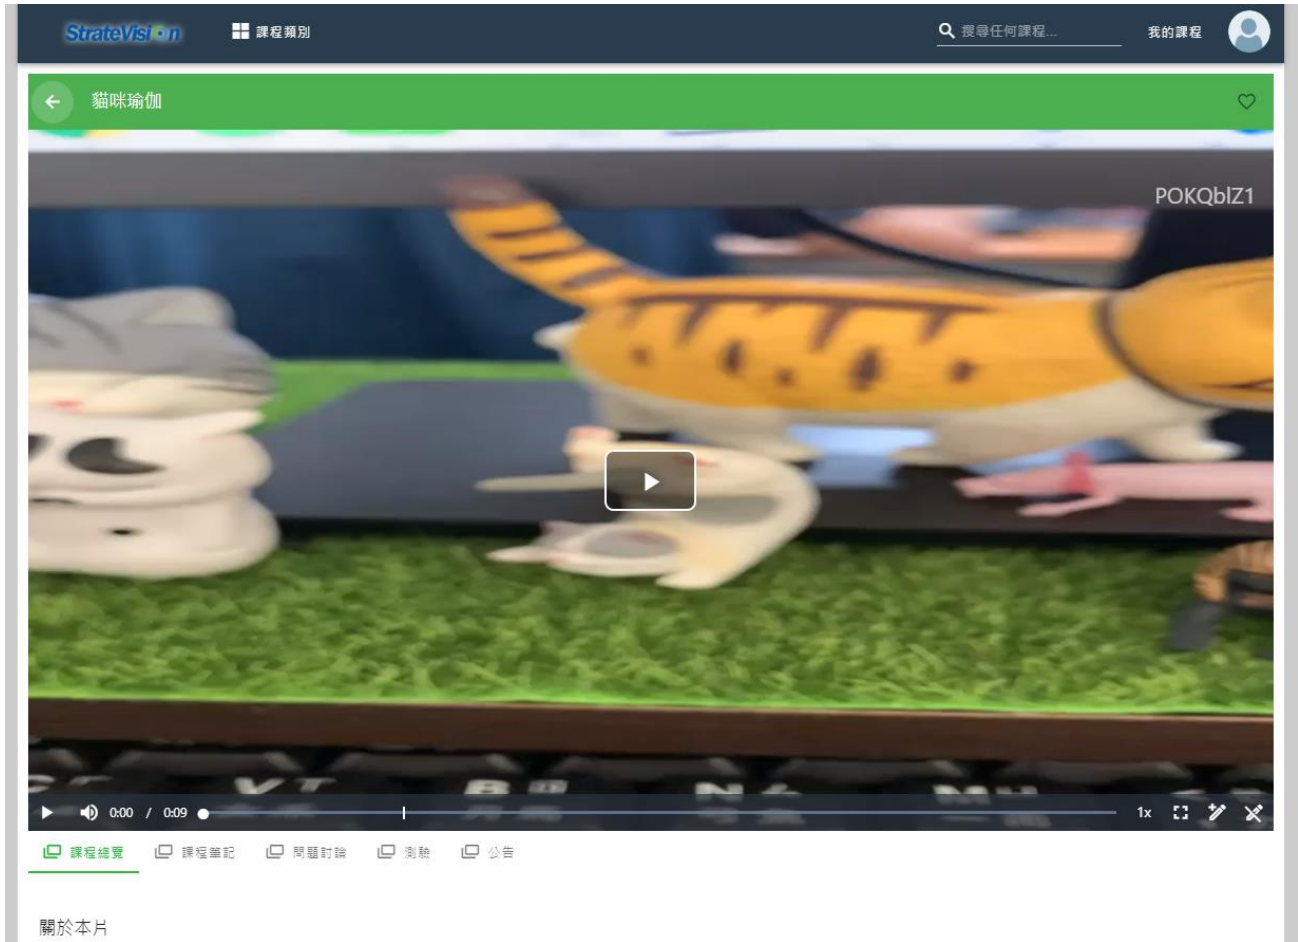 StrateVision
課程類別
搜尋任何課程...
我的課程
貓咪瑜伽
POKQblZ1
V T B N M
0:00 / 0:09
1x
課程總覽
課程筆記
問題討論
測驗
公告
關於本片